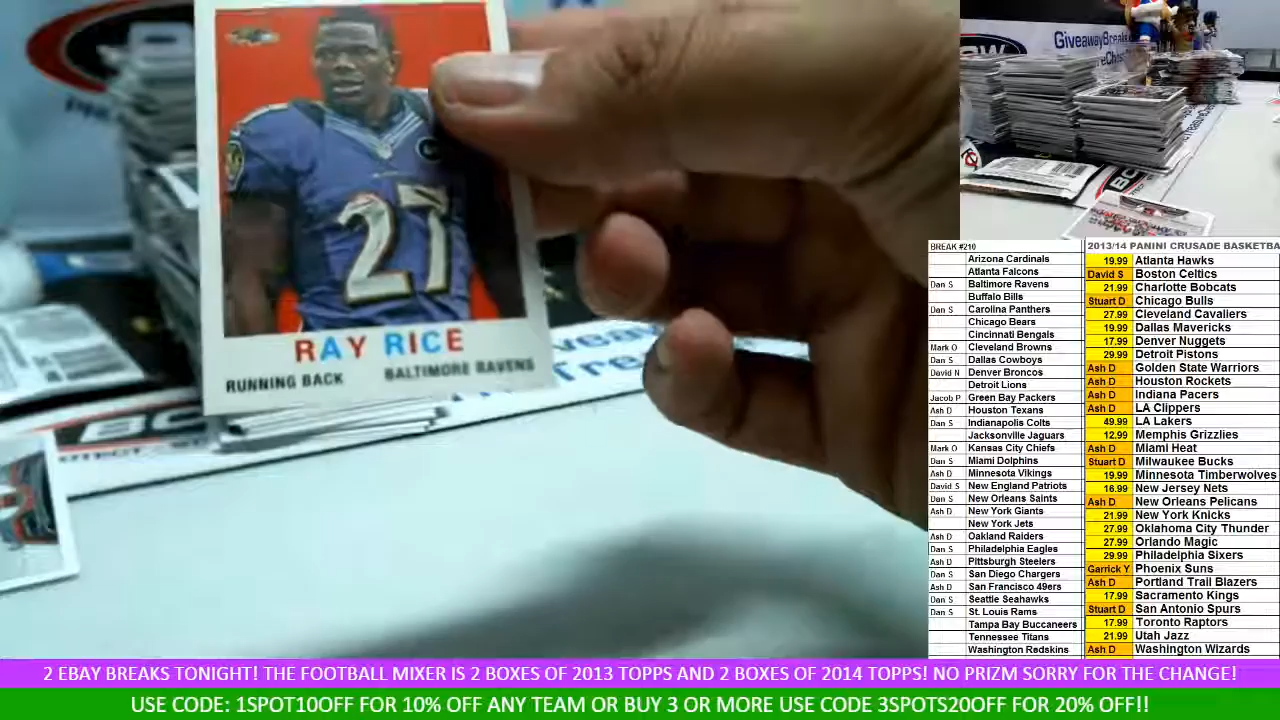 27
RAY RICE
RUNNING BACK
BALTIMORE RAVENS
GiveawayBreaks
BREAK #210
Arizona Cardinals
Atlanta Falcons
Dan S Baltimore Ravens
Buffalo Bills
Dan S Carolina Panthers
Chicago Bears
Cincinnati Bengals
Mark O Cleveland Browns
Dan S Dallas Cowboys
David N Denver Broncos
Detroit Lions
Jacob P Green Bay Packers
Ash D Houston Texans
Dan S Indianapolis Colts
Jacksonville Jaguars
Mark O Kansas City Chiefs
Dan S Miami Dolphins
Ash D Minnesota Vikings
David S New England Patriots
Dan S New Orleans Saints
Ash D New York Giants
New York Jets
Ash D Oakland Raiders
Dan S Philadelphia Eagles
Ash D Pittsburgh Steelers
Dan S San Diego Chargers
Ash D San Francisco 49ers
Dan S Seattle Seahawks
Dan S St. Louis Rams
Tampa Bay Buccaneers
Tennessee Titans
Washington Redskins
2013/14 PANINI CRUSADE BASKETBA
19.99 Atlanta Hawks
David S Boston Celtics
21.99 Charlotte Bobcats
Stuart D Chicago Bulls
27.99 Cleveland Cavaliers
19.99 Dallas Mavericks
17.99 Denver Nuggets
29.99 Detroit Pistons
Ash D Golden State Warriors
Ash D Houston Rockets
Ash D Indiana Pacers
Ash D LA Clippers
49.99 LA Lakers
12.99 Memphis Grizzlies
Ash D Miami Heat
Stuart D Milwaukee Bucks
19.99 Minnesota Timberwolves
16.99 New Jersey Nets
Ash D New Orleans Pelicans
21.99 New York Knicks
27.99 Oklahoma City Thunder
27.99 Orlando Magic
29.99 Philadelphia Sixers
Garrick Y Phoenix Suns
Ash D Portland Trail Blazers
17.99 Sacramento Kings
Stuart D San Antonio Spurs
17.99 Toronto Raptors
21.99 Utah Jazz
Ash D Washington Wizards
2 EBAY BREAKS TONIGHT! THE FOOTBALL MIXER IS 2 BOXES OF 2013 TOPPS AND 2 BOXES OF 2014 TOPPS! NO PRIZM SORRY FOR THE CHANGE!
USE CODE: 1SPOT10OFF FOR 10% OFF ANY TEAM OR BUY 3 OR MORE USE CODE 3SPOTS20OFF FOR 20% OFF!!